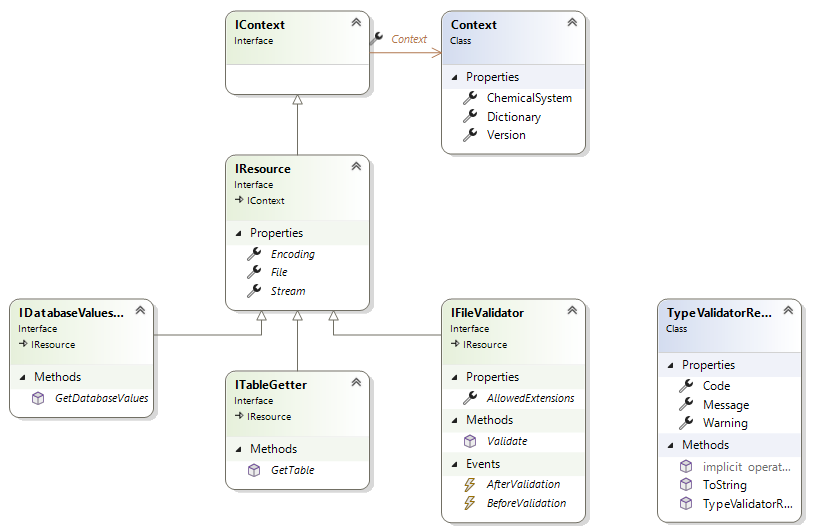 IContext
Interface
Context
Context
Class
Properties
ChemicalSystem
Dictionary
Version
IResource
Interface
IContext
Properties
Encoding
File
Stream
IDatabaseValues...
Interface
IResource
Methods
GetDatabaseValues
ITableGetter
Interface
IResource
Methods
GetTable
IFileValidator
Interface
IResource
Properties
AllowedExtensions
Methods
Validate
Events
AfterValidation
BeforeValidation
TypeValidatorRe...
Class
Properties
Code
Message
Warning
Methods
implicit operat...
ToString
TypeValidatorR...